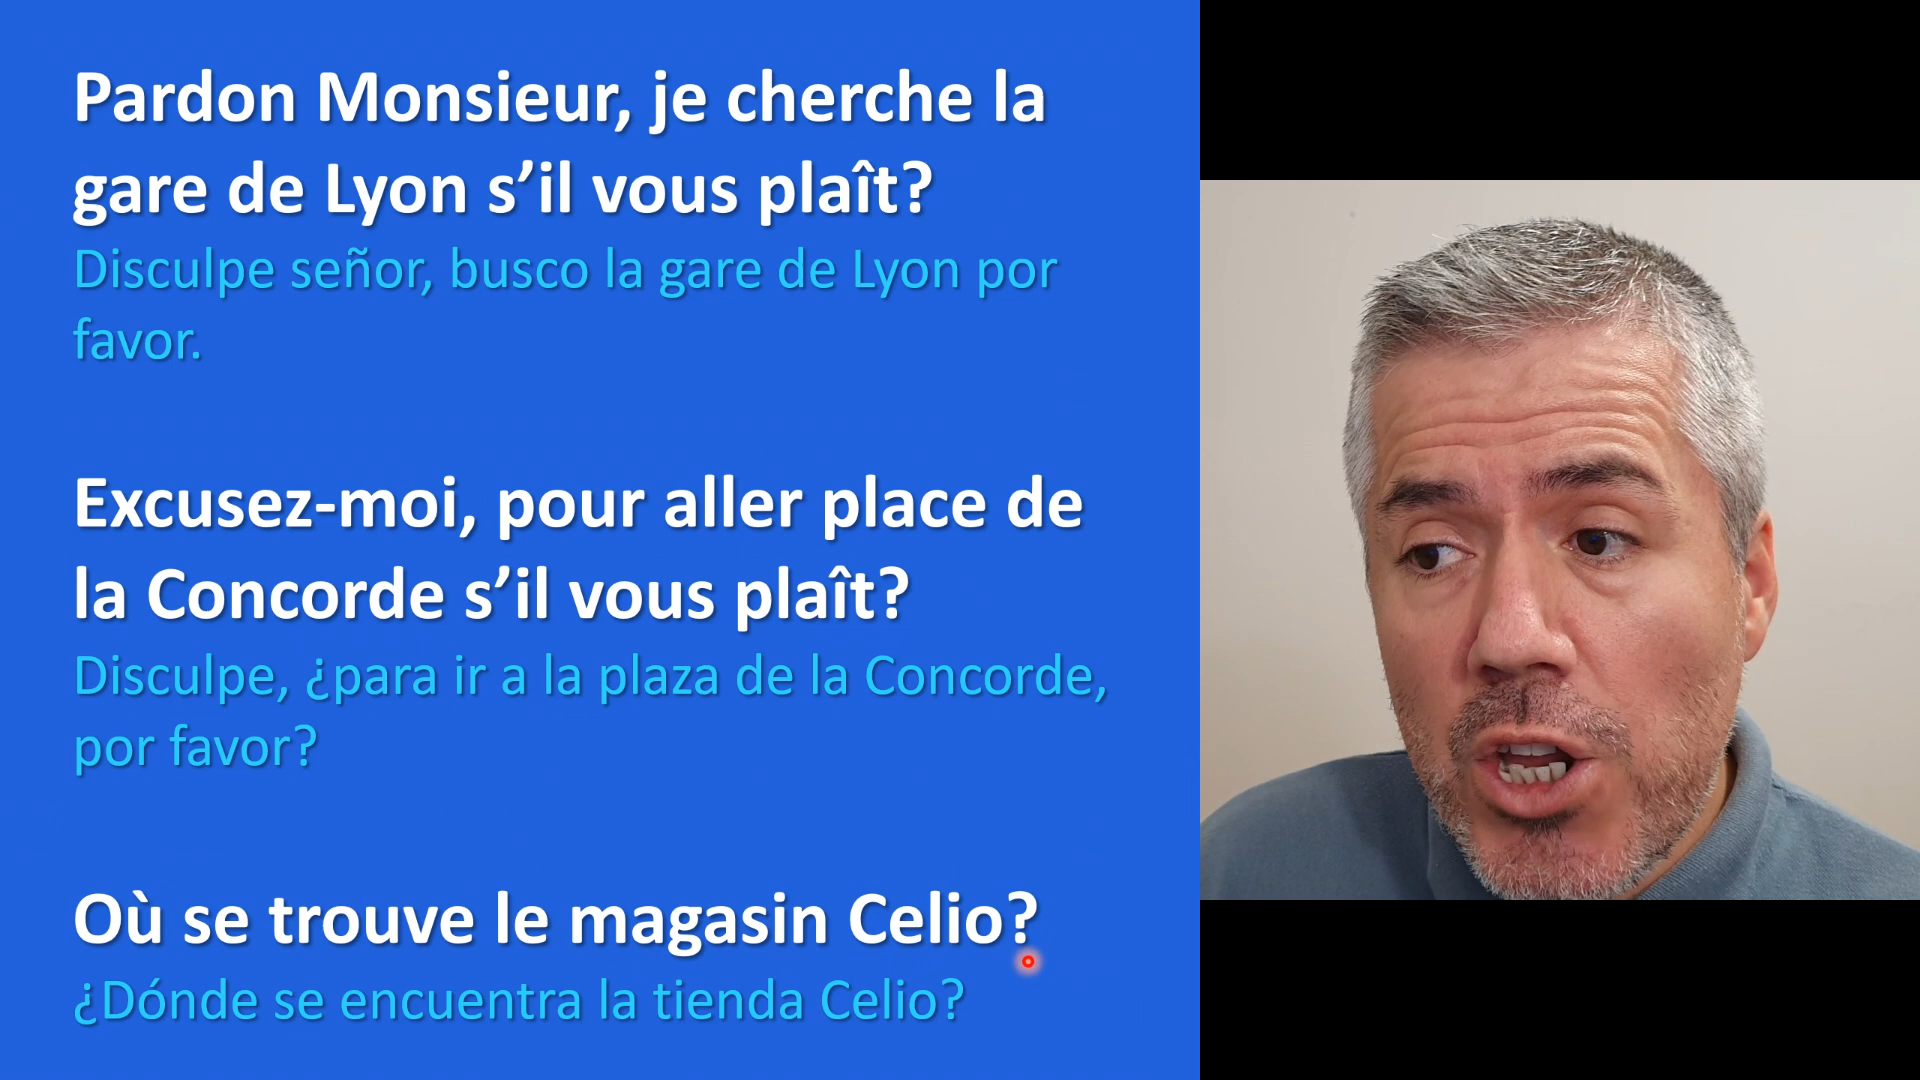 Pardon Monsieur, je cherche la
gare de Lyon s’il vous plaît?
Disculpe señor, busco la gare de Lyon por
favor.
Excusez-moi, pour aller place de
la Concorde s’il vous plaît?
Disculpe, ¿para ir a la plaza de la Concorde,
por favor?
Où se trouve le magasin Celio?
¿Dónde se encuentra la tienda Celio?